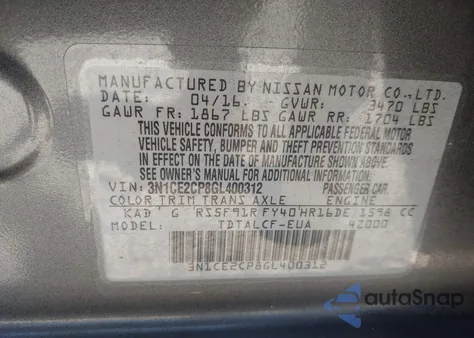 MANUFACTURED BY NISSAN MOTOR CO.,LTD.
DATE: 04/16 GVWR: 3470 LBS
GAWR FR: 1867 LBS GAWR RR: 1704 LBS
THIS VEHICLE CONFORMS TO ALL APPLICABLE FEDERAL MOTOR
VEHICLE SAFETY, BUMPER AND THEFT PREVENTION STANDARDS
IN EFFECT ON THE DATE OF MANUFACTURE SHOWN ABOVE.
SEE OWNER'S MANUAL FOR ADDITIONAL INFORMATION
VIN: 3N1CE2CP8GL400312 PASSENGER CAR
COLOR TRIM TRANS AXLE ENGINE
KAD G RS5F91R FY40 HR16DE 1598 CC
MODEL: TDTALCF-EUA 4Z000
3N1CE2CP8GL400312
autoSnap